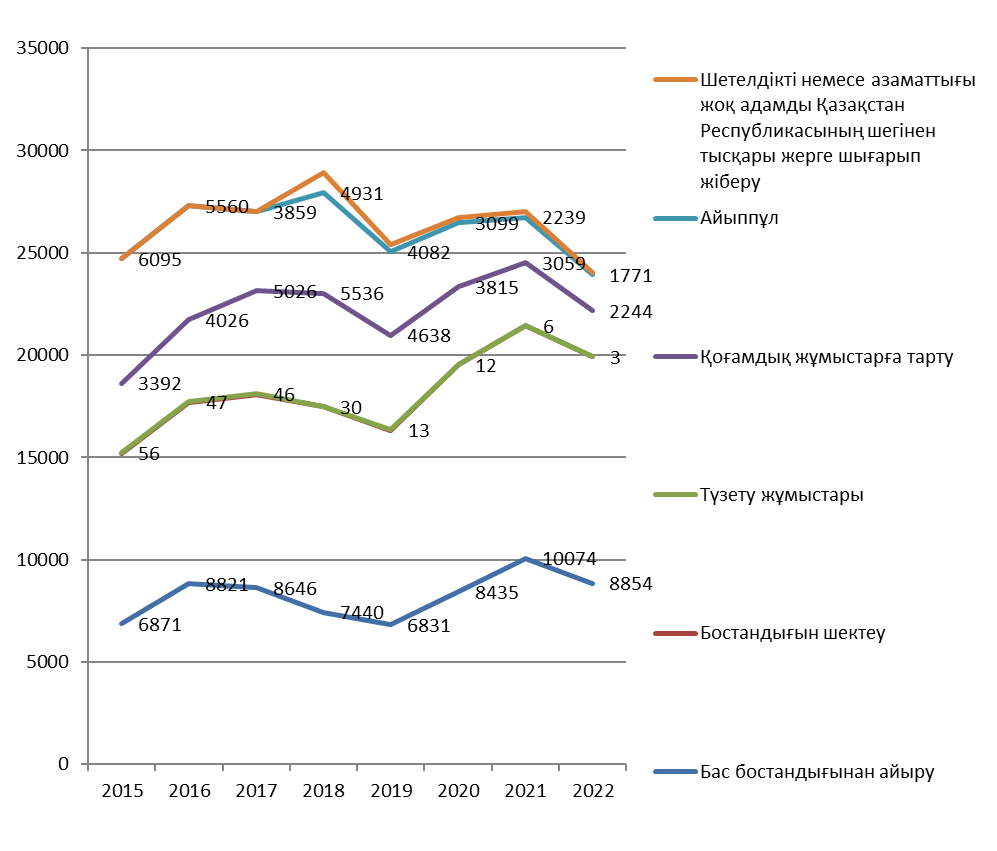 35000
30000
25000
20000
15000
10000
5000
0
2015 2016 2017 2018 2019 2020 2021 2022
6095 5560 3859 4931 4082 3099 2239 1771
3392 4026 5026 5536 4638 3815 3059 2244
56 47 46 30 13 12 6 3
6871 8821 8646 7440 6831 8435 10074 8854
Шетелдікті немесе азаматтығы
жоқ адамды Қазақстан
Республикасының шегінен
тысқары жерге шығарып
жіберу
Айыппұл
Қоғамдық жұмыстарға тарту
Түзету жұмыстары
Бостандығын шектеу
Бас бостандығынан айыру